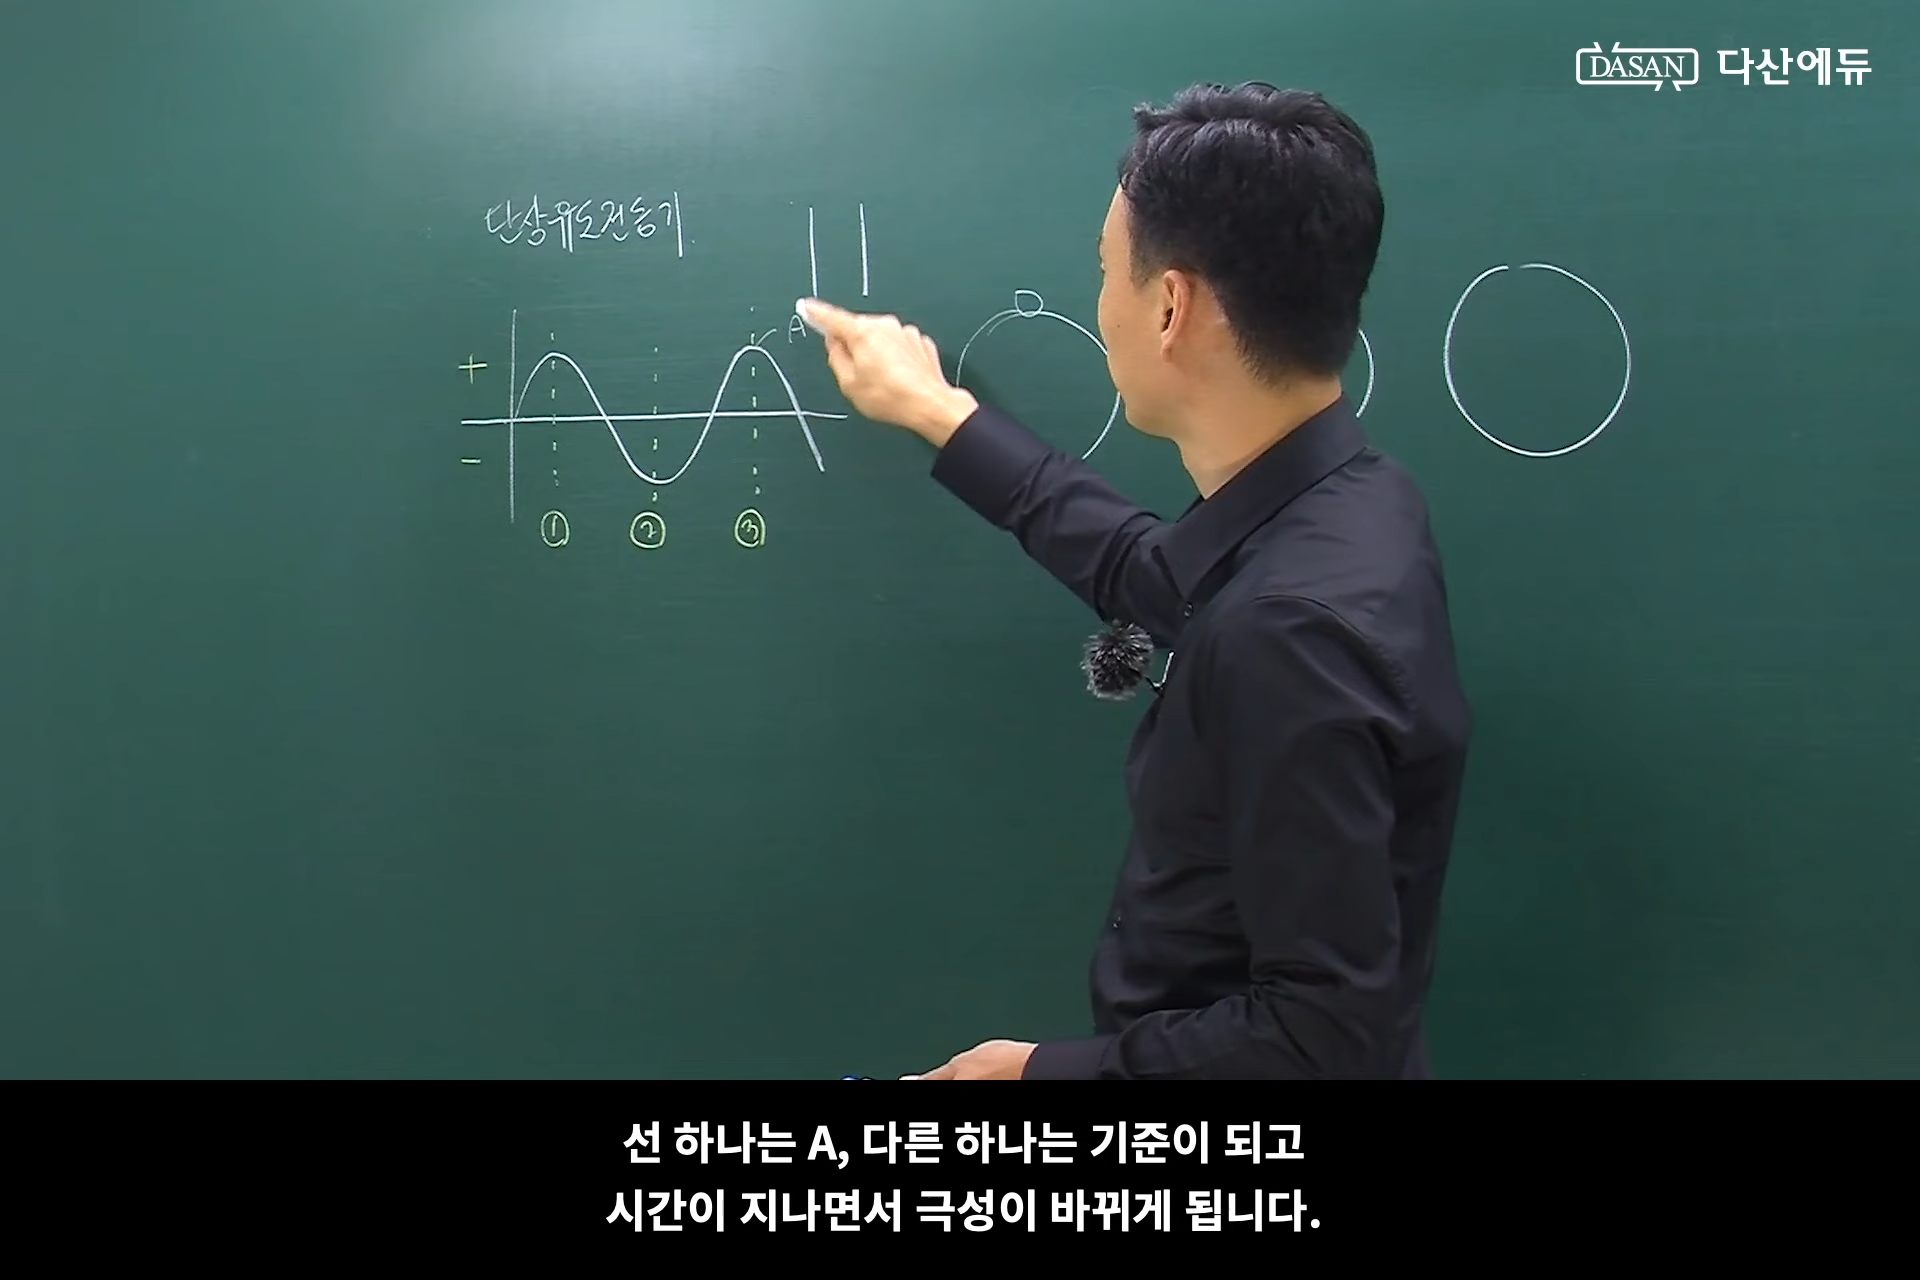 DASAN 다산에듀
단상유도전동기
A
+
-
① ② ③
선 하나는 A, 다른 하나는 기준이 되고
시간이 지나면서 극성이 바뀌게 됩니다.